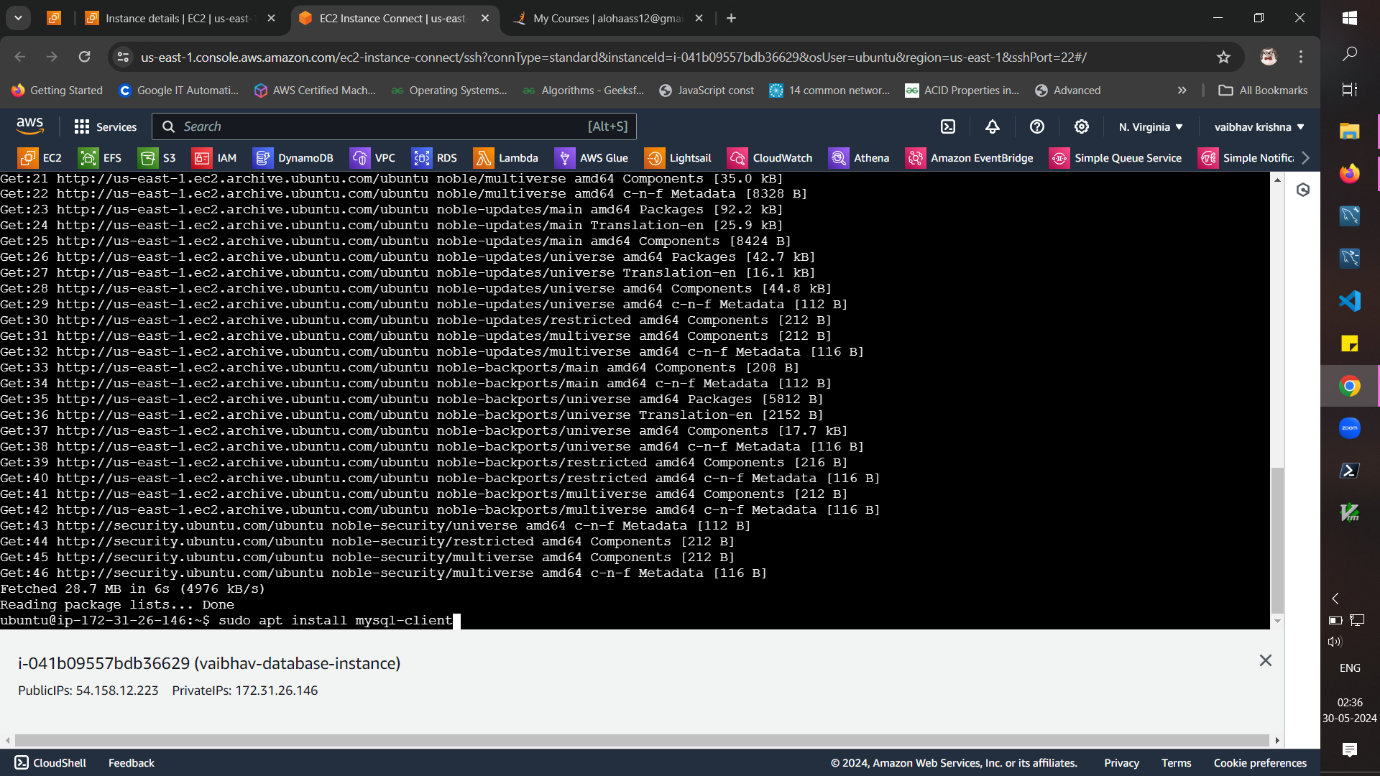 Instance details | EC2 | us-east-
EC2 Instance Connect | us-east-
My Courses | alohaass12@gma
us-east-1.console.aws.amazon.com/ec2-instance-connect/ssh?connType=standard&instanceId=i-041b09557bdb36629&osUser=ubuntu&region=us-east-1&sshPort=22#/
Getting Started
Google IT Automati...
AWS Certified Mach...
Operating Systems...
Algorithms - Geeksf...
JavaScript const
14 common networ...
ACID Properties in...
Advanced
All Bookmarks
aws
Services
Search
[Alt+S]
N. Virginia
vaibhav krishna
EC2
EFS
S3
IAM
DynamoDB
VPC
RDS
Lambda
AWS Glue
Lightsail
CloudWatch
Athena
Amazon EventBridge
Simple Queue Service
Simple Notific
Get:21 http://us-east-1.ec2.archive.ubuntu.com/ubuntu noble/multiverse amd64 Components [35.0 kB]
Get:22 http://us-east-1.ec2.archive.ubuntu.com/ubuntu noble/multiverse amd64 c-n-f Metadata [8328 B]
Get:23 http://us-east-1.ec2.archive.ubuntu.com/ubuntu noble-updates/main amd64 Packages [92.2 kB]
Get:24 http://us-east-1.ec2.archive.ubuntu.com/ubuntu noble-updates/main Translation-en [25.9 kB]
Get:25 http://us-east-1.ec2.archive.ubuntu.com/ubuntu noble-updates/main amd64 Components [8424 B]
Get:26 http://us-east-1.ec2.archive.ubuntu.com/ubuntu noble-updates/universe amd64 Packages [42.7 kB]
Get:27 http://us-east-1.ec2.archive.ubuntu.com/ubuntu noble-updates/universe Translation-en [16.1 kB]
Get:28 http://us-east-1.ec2.archive.ubuntu.com/ubuntu noble-updates/universe amd64 Components [44.8 kB]
Get:29 http://us-east-1.ec2.archive.ubuntu.com/ubuntu noble-updates/universe amd64 c-n-f Metadata [112 B]
Get:30 http://us-east-1.ec2.archive.ubuntu.com/ubuntu noble-updates/restricted amd64 Components [212 B]
Get:31 http://us-east-1.ec2.archive.ubuntu.com/ubuntu noble-updates/multiverse amd64 Components [212 B]
Get:32 http://us-east-1.ec2.archive.ubuntu.com/ubuntu noble-updates/multiverse amd64 c-n-f Metadata [116 B]
Get:33 http://us-east-1.ec2.archive.ubuntu.com/ubuntu noble-backports/main amd64 Components [208 B]
Get:34 http://us-east-1.ec2.archive.ubuntu.com/ubuntu noble-backports/main amd64 c-n-f Metadata [112 B]
Get:35 http://us-east-1.ec2.archive.ubuntu.com/ubuntu noble-backports/universe amd64 Packages [5812 B]
Get:36 http://us-east-1.ec2.archive.ubuntu.com/ubuntu noble-backports/universe Translation-en [2152 B]
Get:37 http://us-east-1.ec2.archive.ubuntu.com/ubuntu noble-backports/universe amd64 Components [17.7 kB]
Get:38 http://us-east-1.ec2.archive.ubuntu.com/ubuntu noble-backports/universe amd64 c-n-f Metadata [116 B]
Get:39 http://us-east-1.ec2.archive.ubuntu.com/ubuntu noble-backports/restricted amd64 Components [216 B]
Get:40 http://us-east-1.ec2.archive.ubuntu.com/ubuntu noble-backports/restricted amd64 c-n-f Metadata [116 B]
Get:41 http://us-east-1.ec2.archive.ubuntu.com/ubuntu noble-backports/multiverse amd64 Components [212 B]
Get:42 http://us-east-1.ec2.archive.ubuntu.com/ubuntu noble-backports/multiverse amd64 c-n-f Metadata [116 B]
Get:43 http://security.ubuntu.com/ubuntu noble-security/universe amd64 c-n-f Metadata [112 B]
Get:44 http://security.ubuntu.com/ubuntu noble-security/restricted amd64 Components [212 B]
Get:45 http://security.ubuntu.com/ubuntu noble-security/multiverse amd64 Components [212 B]
Get:46 http://security.ubuntu.com/ubuntu noble-security/multiverse amd64 c-n-f Metadata [116 B]
Fetched 28.7 MB in 6s (4976 kB/s)
Reading package lists... Done
ubuntu@ip-172-31-26-146:~$ sudo apt install mysql-client
i-041b09557bdb36629 (vaibhav-database-instance)
PublicIPs: 54.158.12.223 PrivateIPs: 172.31.26.146
CloudShell
Feedback
© 2024, Amazon Web Services, Inc. or its affiliates.
Privacy
Terms
Cookie preferences
zoom
ENG
02:36
30-05-2024